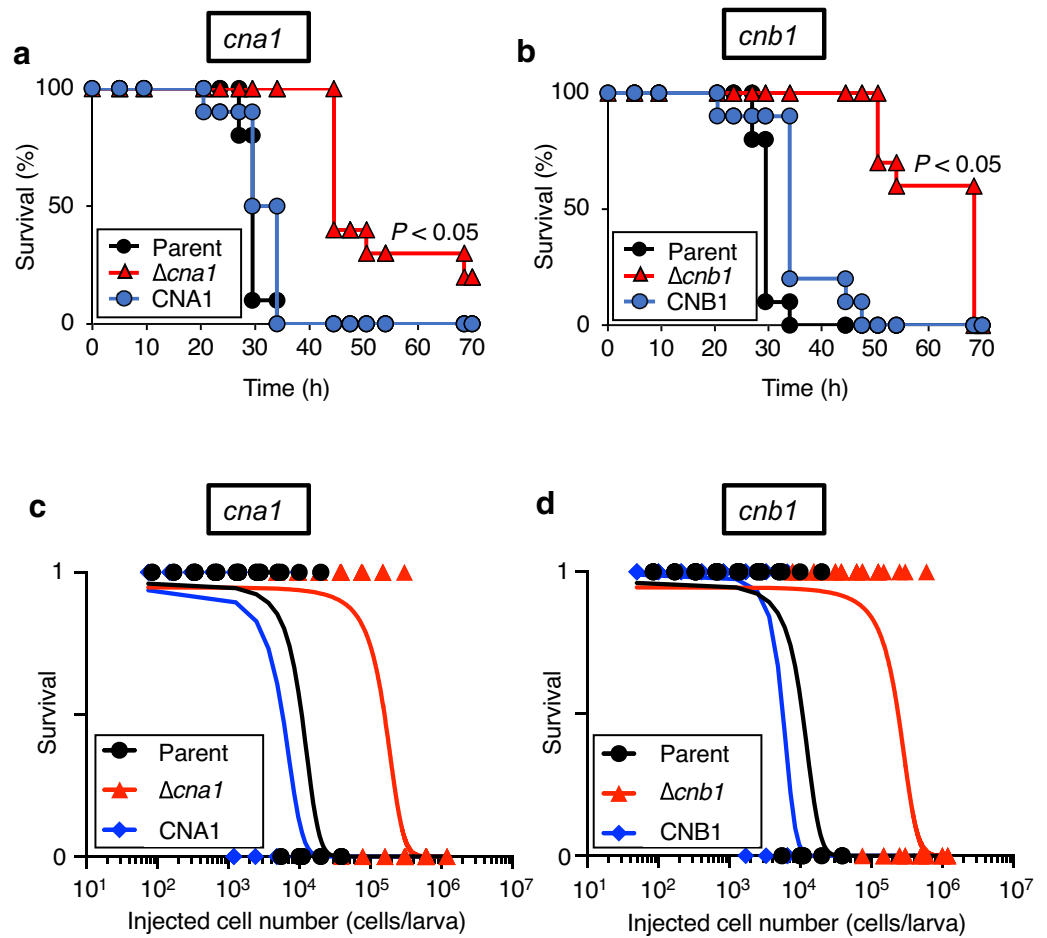 a
cna1
100
50
0
Survival (%)
P < 0.05
Parent
Δcna1
CNA1
0 10 20 30 40 50 60 70
Time (h)
b
cnb1
100
50
0
Survival (%)
P < 0.05
Parent
Δcnb1
CNB1
0 10 20 30 40 50 60 70
Time (h)
c
cna1
1
0
Survival
Parent
Δcna1
CNA1
10^1 10^2 10^3 10^4 10^5 10^6 10^7
Injected cell number (cells/larva)
d
cnb1
1
0
Survival
Parent
Δcnb1
CNB1
10^1 10^2 10^3 10^4 10^5 10^6 10^7
Injected cell number (cells/larva)